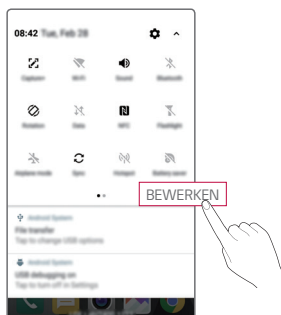 08:42 Tue, Feb 28
Capture+ Wi-Fi Sound Bluetooth
Rotation Data NFC Flashlight
Airplane mode Sync Hotspot Battery saver
BEWERKEN
Android System
File transfer
Tap to change USB options
Android System
USB debugging on
Tap to turn off in Settings